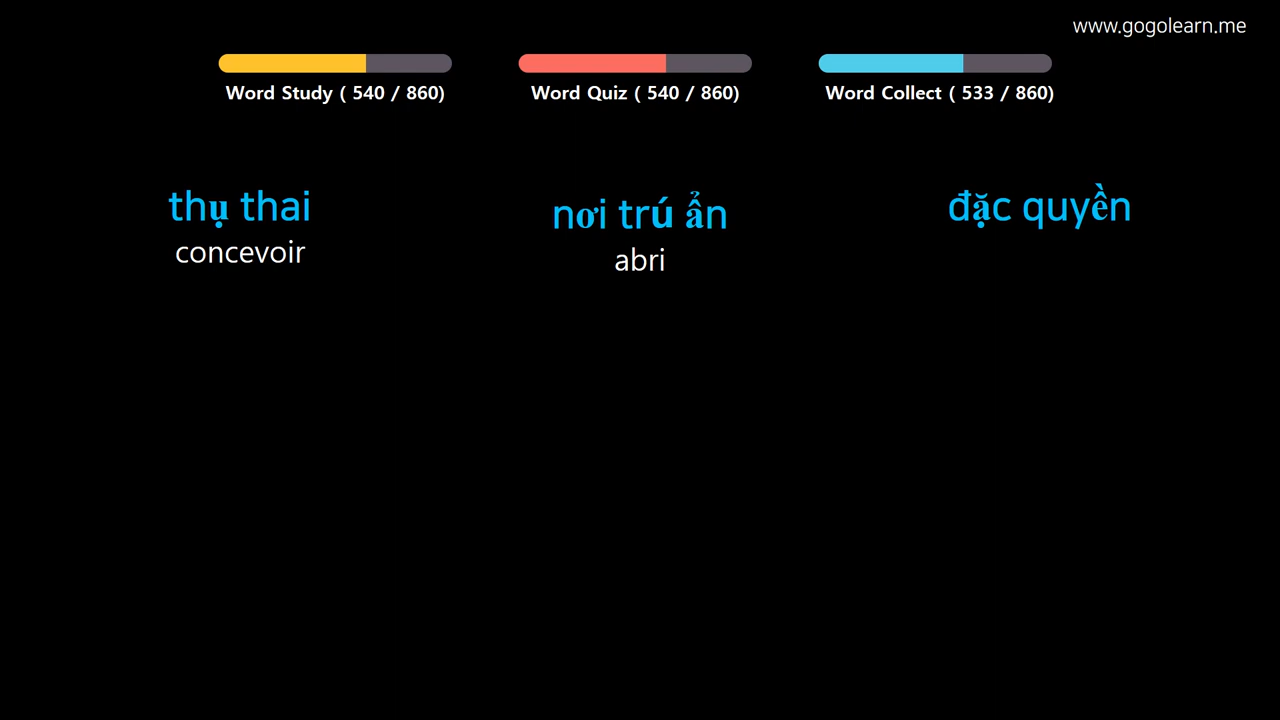 www.gogolearn.me
Word Study ( 540 / 860)
Word Quiz ( 540 / 860)
Word Collect ( 533 / 860)
thụ thai
concevoir
nơi trú ẩn
abri
đặc quyền